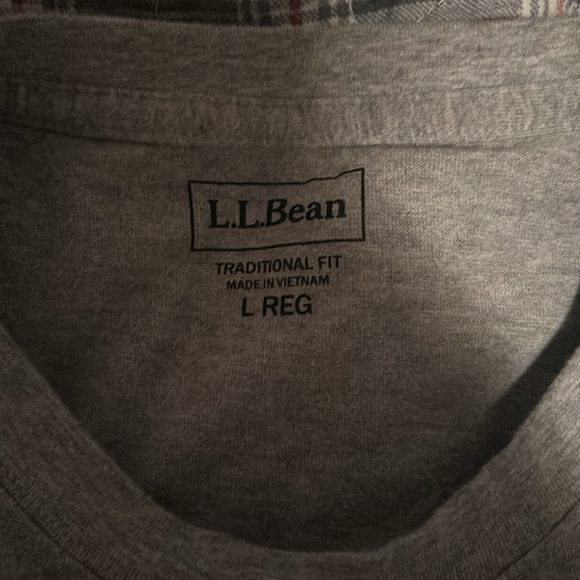 L.L.Bean
TRADITIONAL FIT
MADE IN VIETNAM
L REG